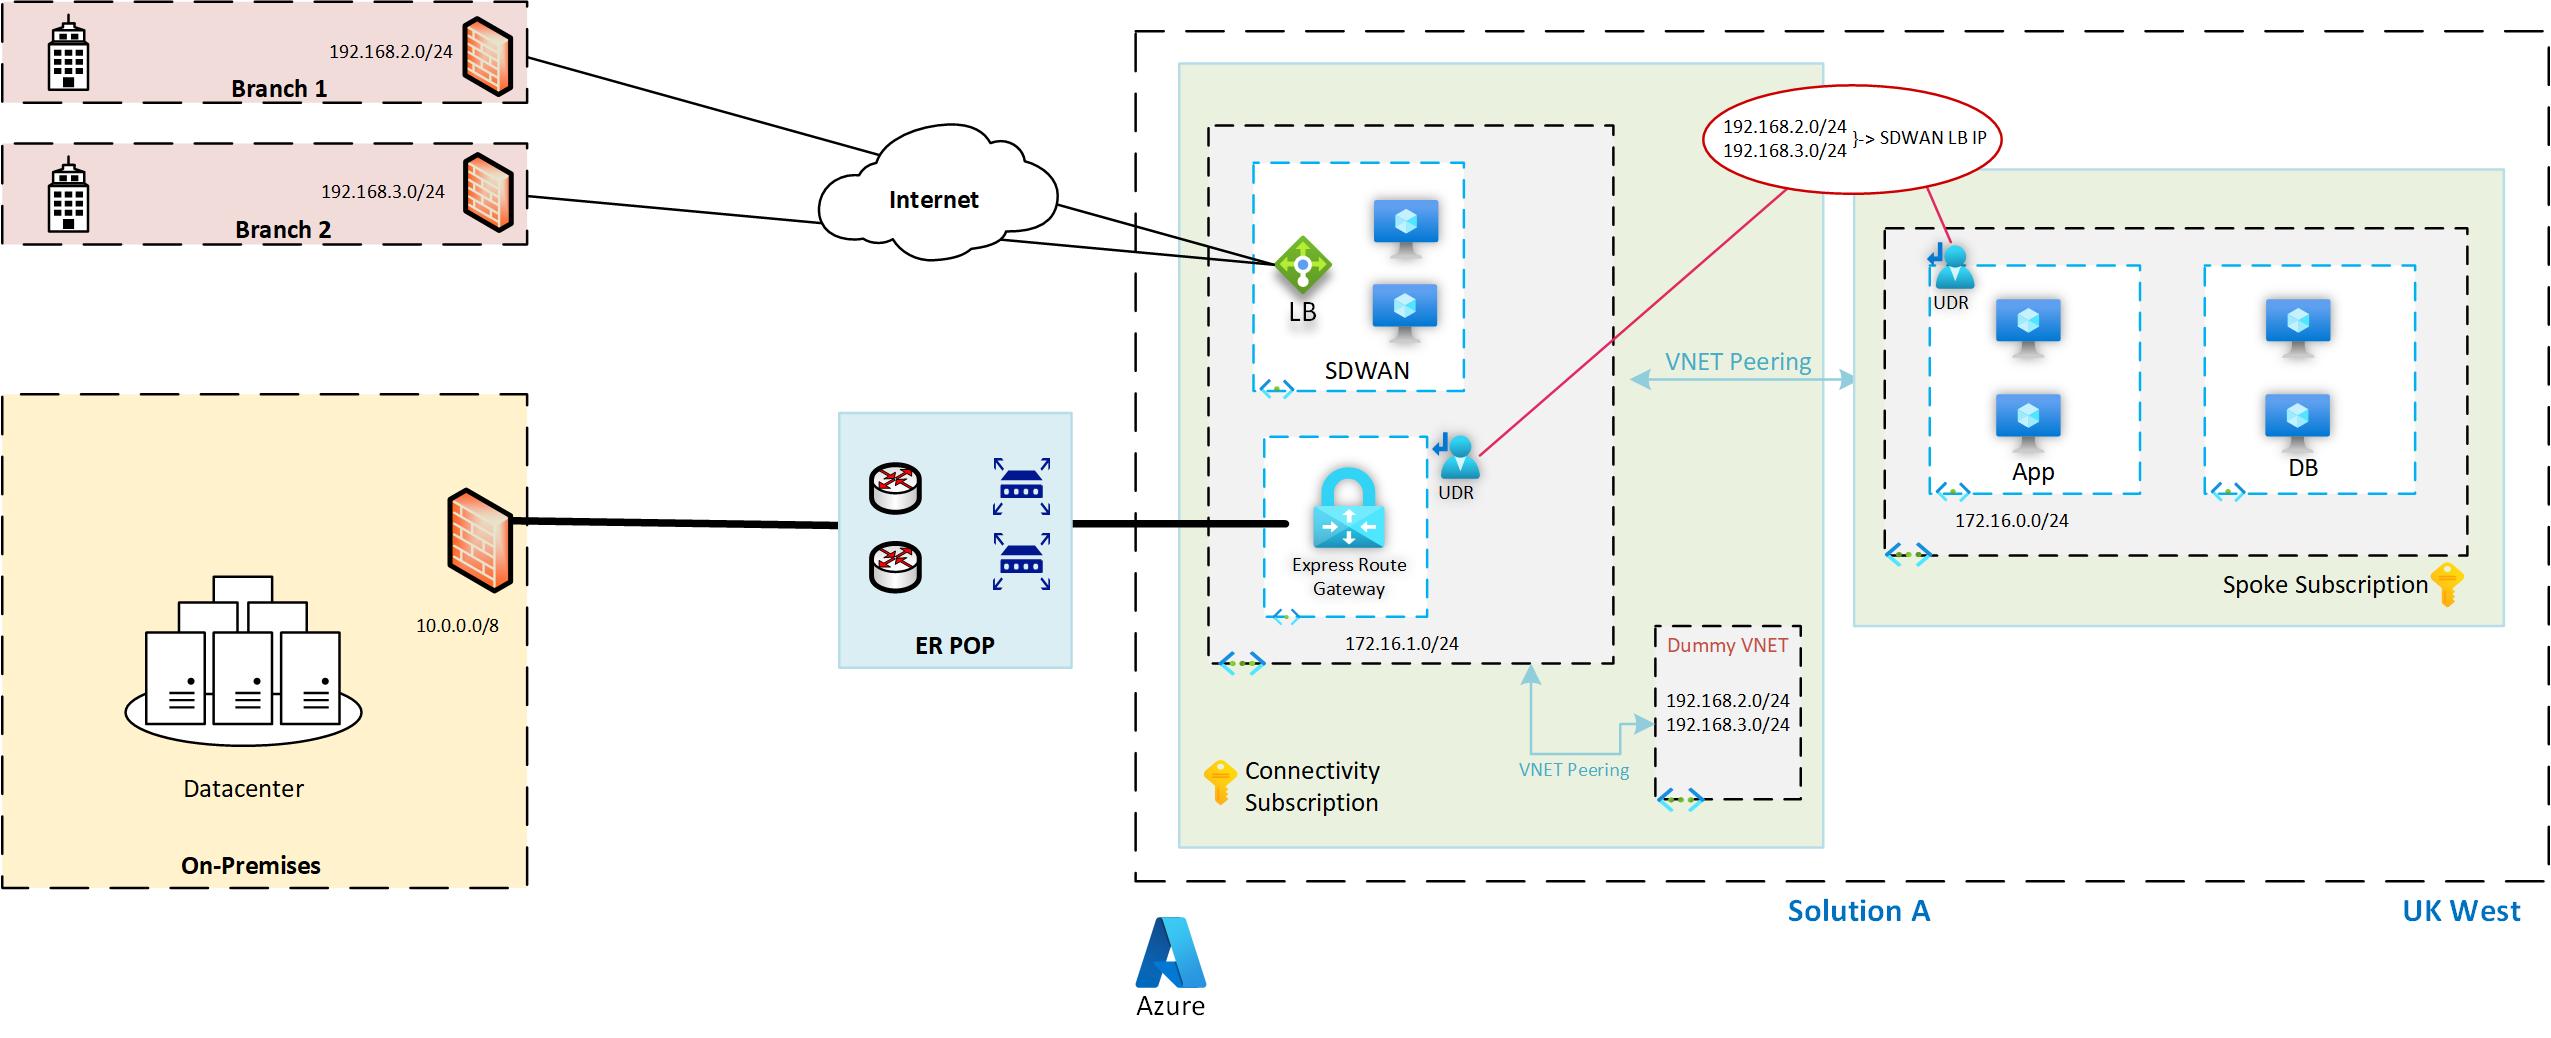 192.168.2.0/24
Branch 1
192.168.3.0/24
Branch 2
Internet
LB
SDWAN
192.168.2.0/24
192.168.3.0/24
}-> SDWAN LB IP
VNET Peering
UDR
App
DB
172.16.0.0/24
Spoke Subscription
10.0.0.0/8
Datacenter
On-Premises
ER POP
Express Route
Gateway
UDR
172.16.1.0/24
Dummy VNET
192.168.2.0/24
192.168.3.0/24
VNET Peering
Connectivity
Subscription
Solution A
UK West
Azure